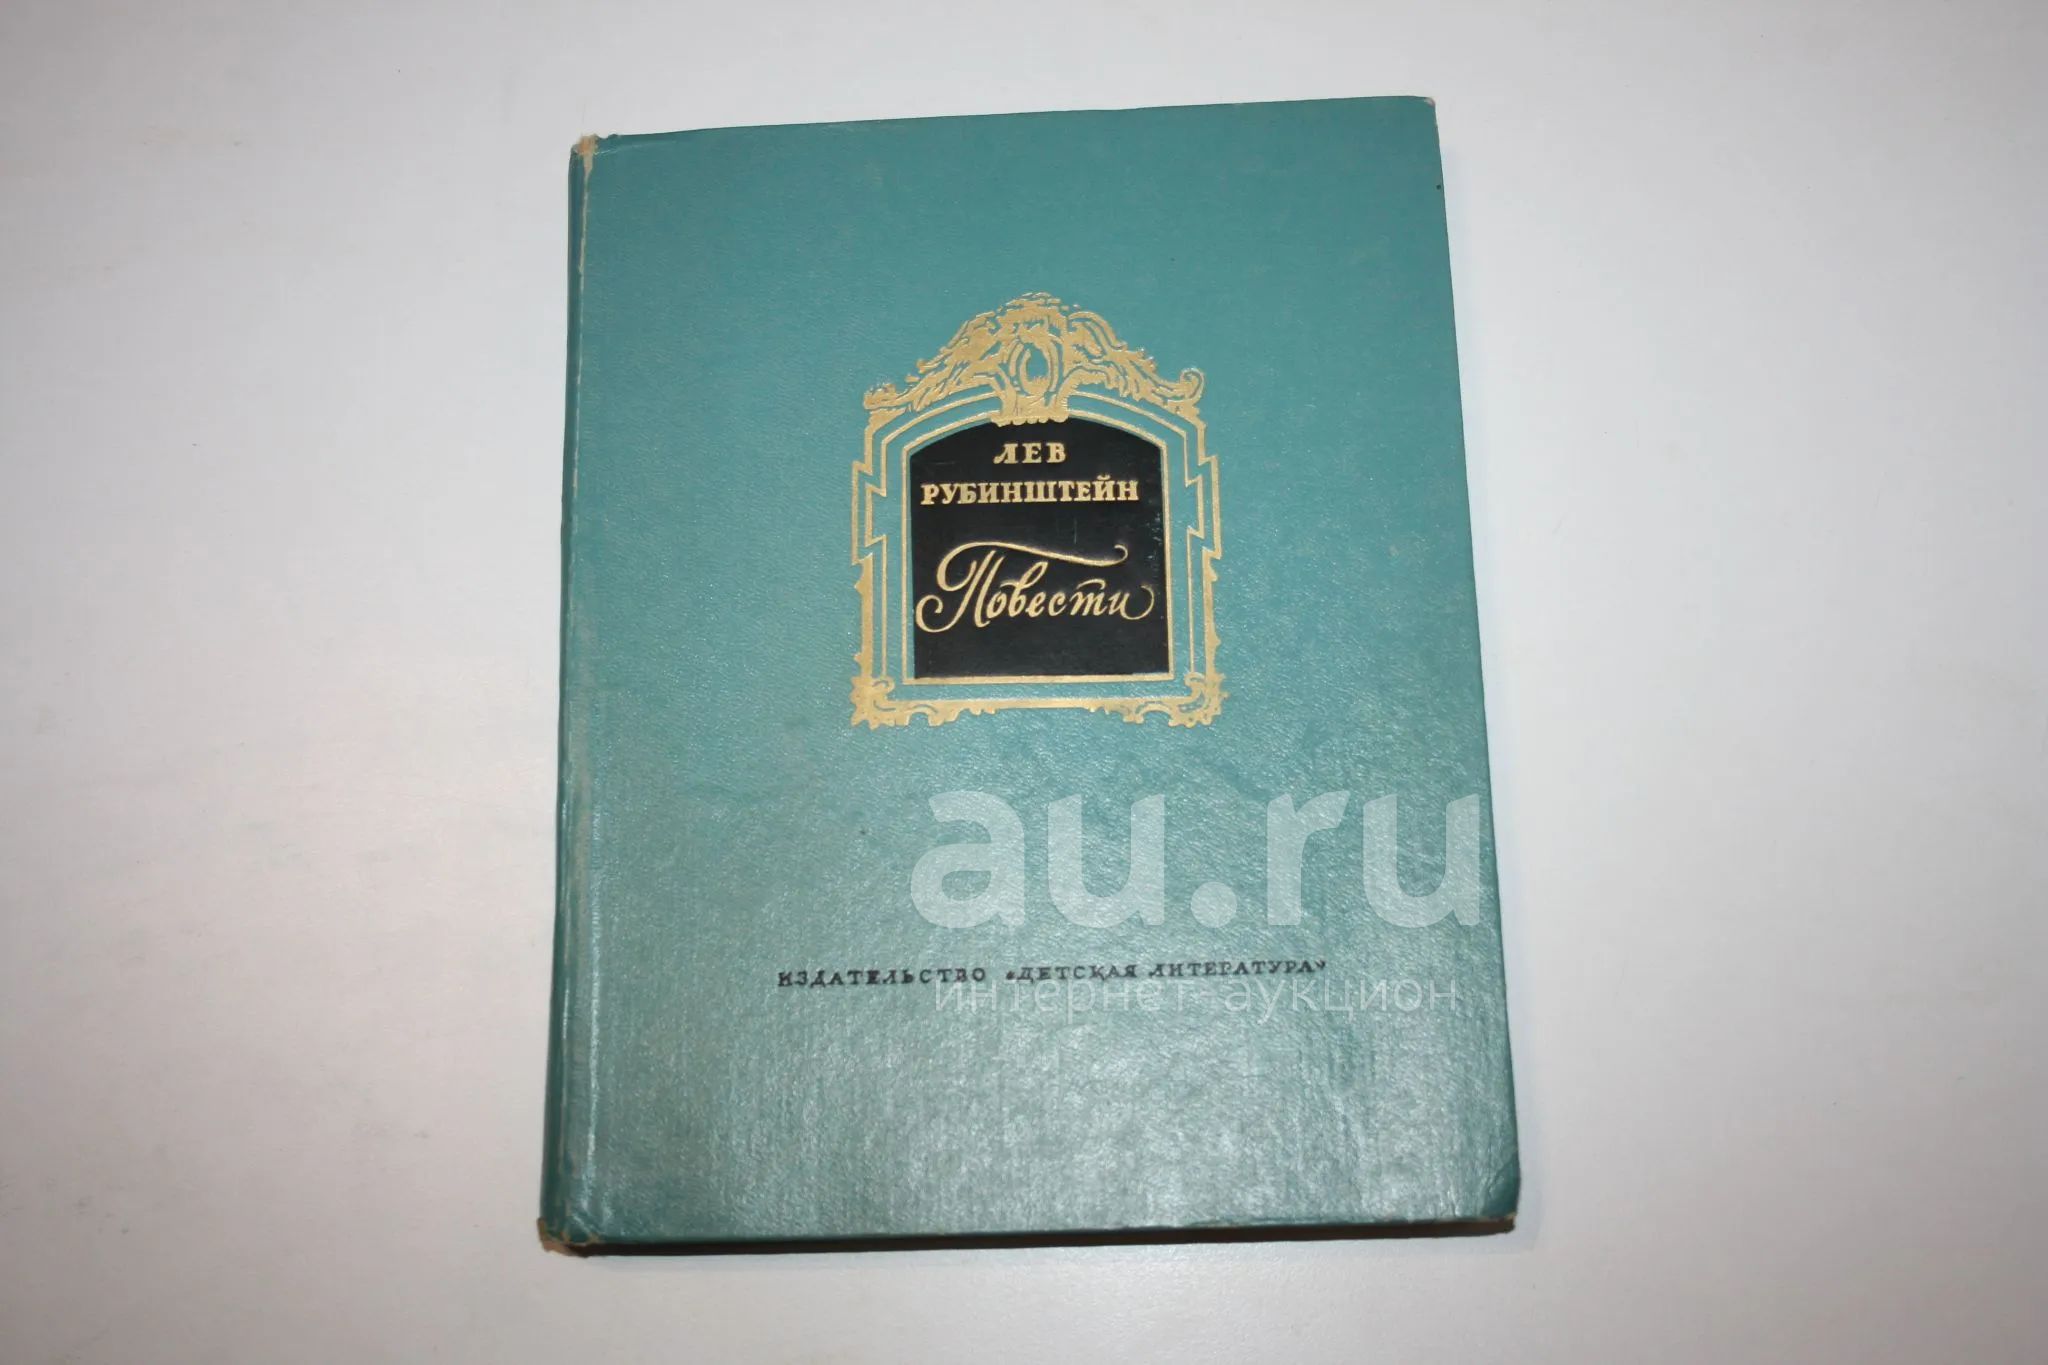 ЛЕВ
РУБИНШТЕЙН
Повести
au.ru
ИЗДАТЕЛЬСТВО «ДЕТСКАЯ ЛИТЕРАТУРА»
интернет-аукцион